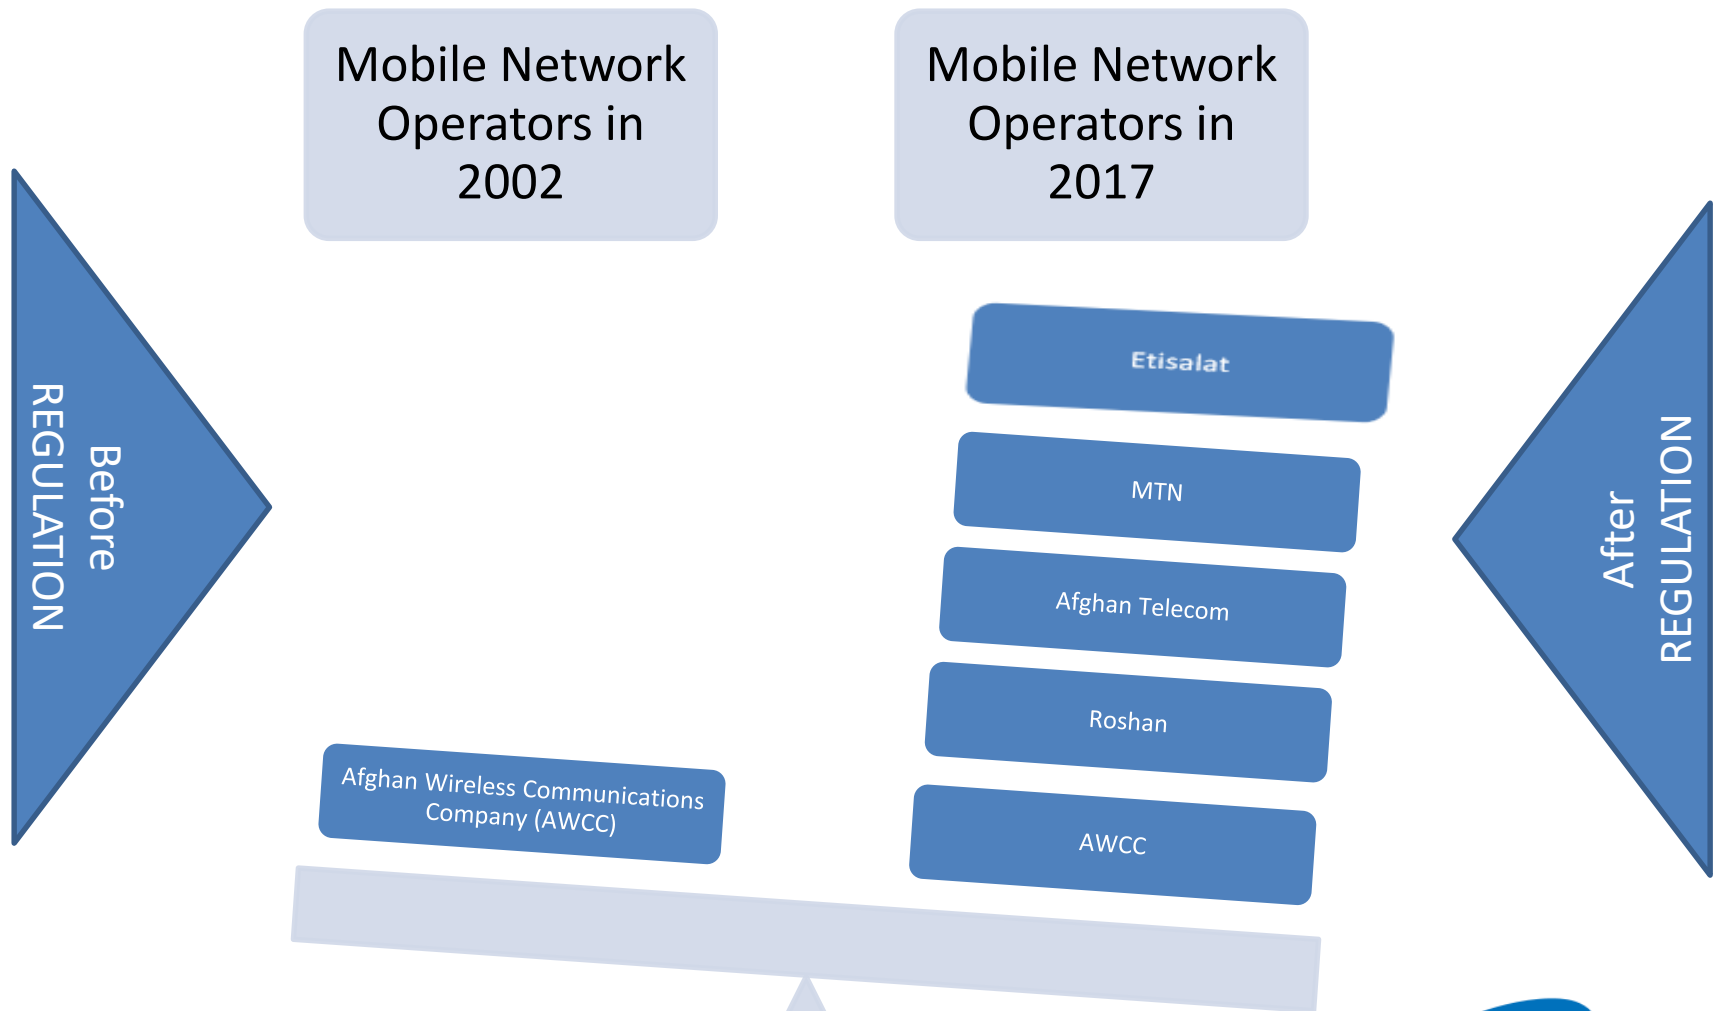 Mobile Network
Operators in
2002
Mobile Network
Operators in
2017
Before
REGULATION
After
REGULATION
Etisalat
MTN
Afghan Telecom
Roshan
AWCC
Afghan Wireless Communications
Company (AWCC)